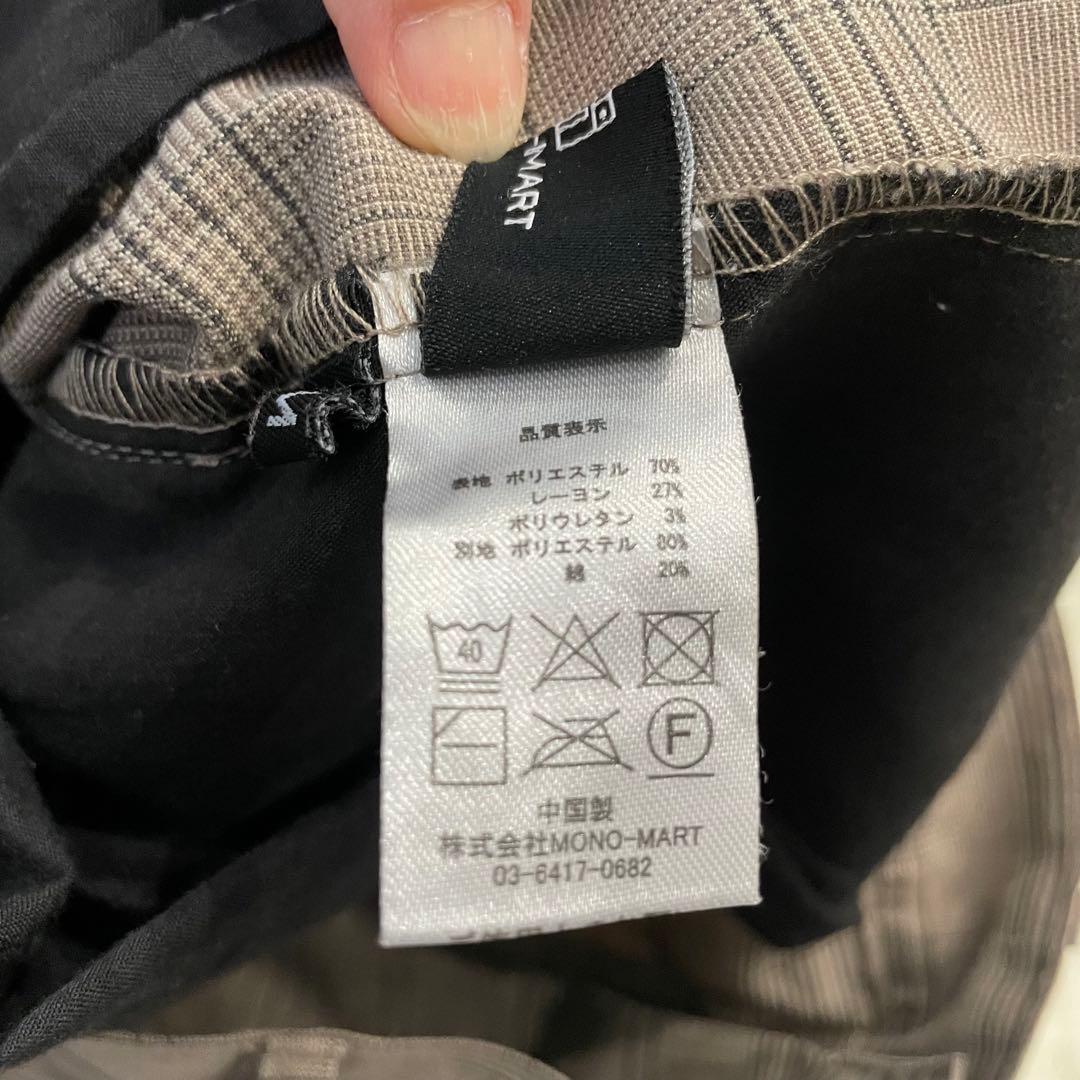 -MART
品質表示
表地 ポリエステル 70%
レーヨン 27%
ポリウレタン 3%
別地 ポリエステル 80%
綿 20%
40
F
中国製
株式会社MONO-MART
03-6417-0682